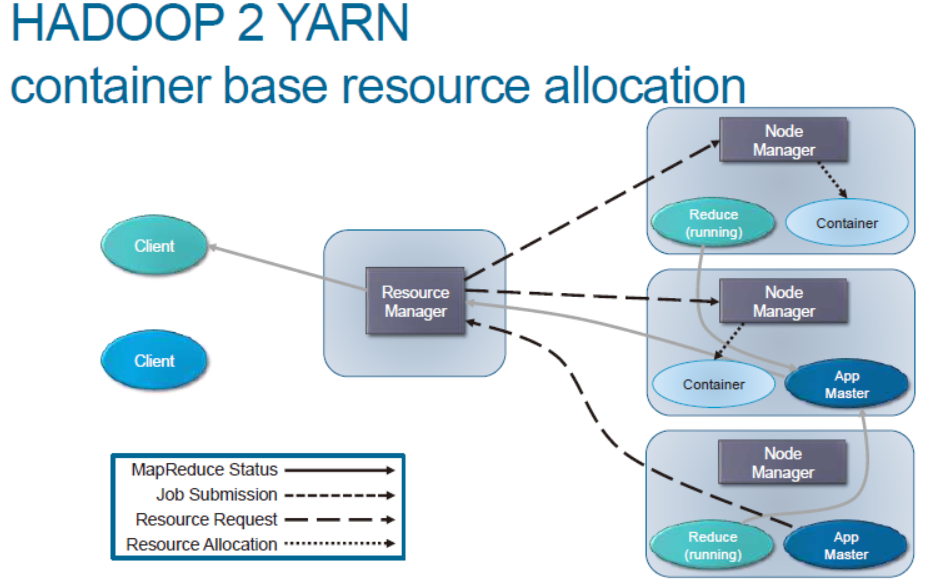 HADOOP 2 YARN
container base resource allocation
Node
Manager
Reduce
(running)
Container
Client
Resource
Manager
Node
Manager
Client
Container
App
Master
Node
Manager
MapReduce Status
Job Submission
Resource Request
Resource Allocation
Reduce
(running)
App
Master